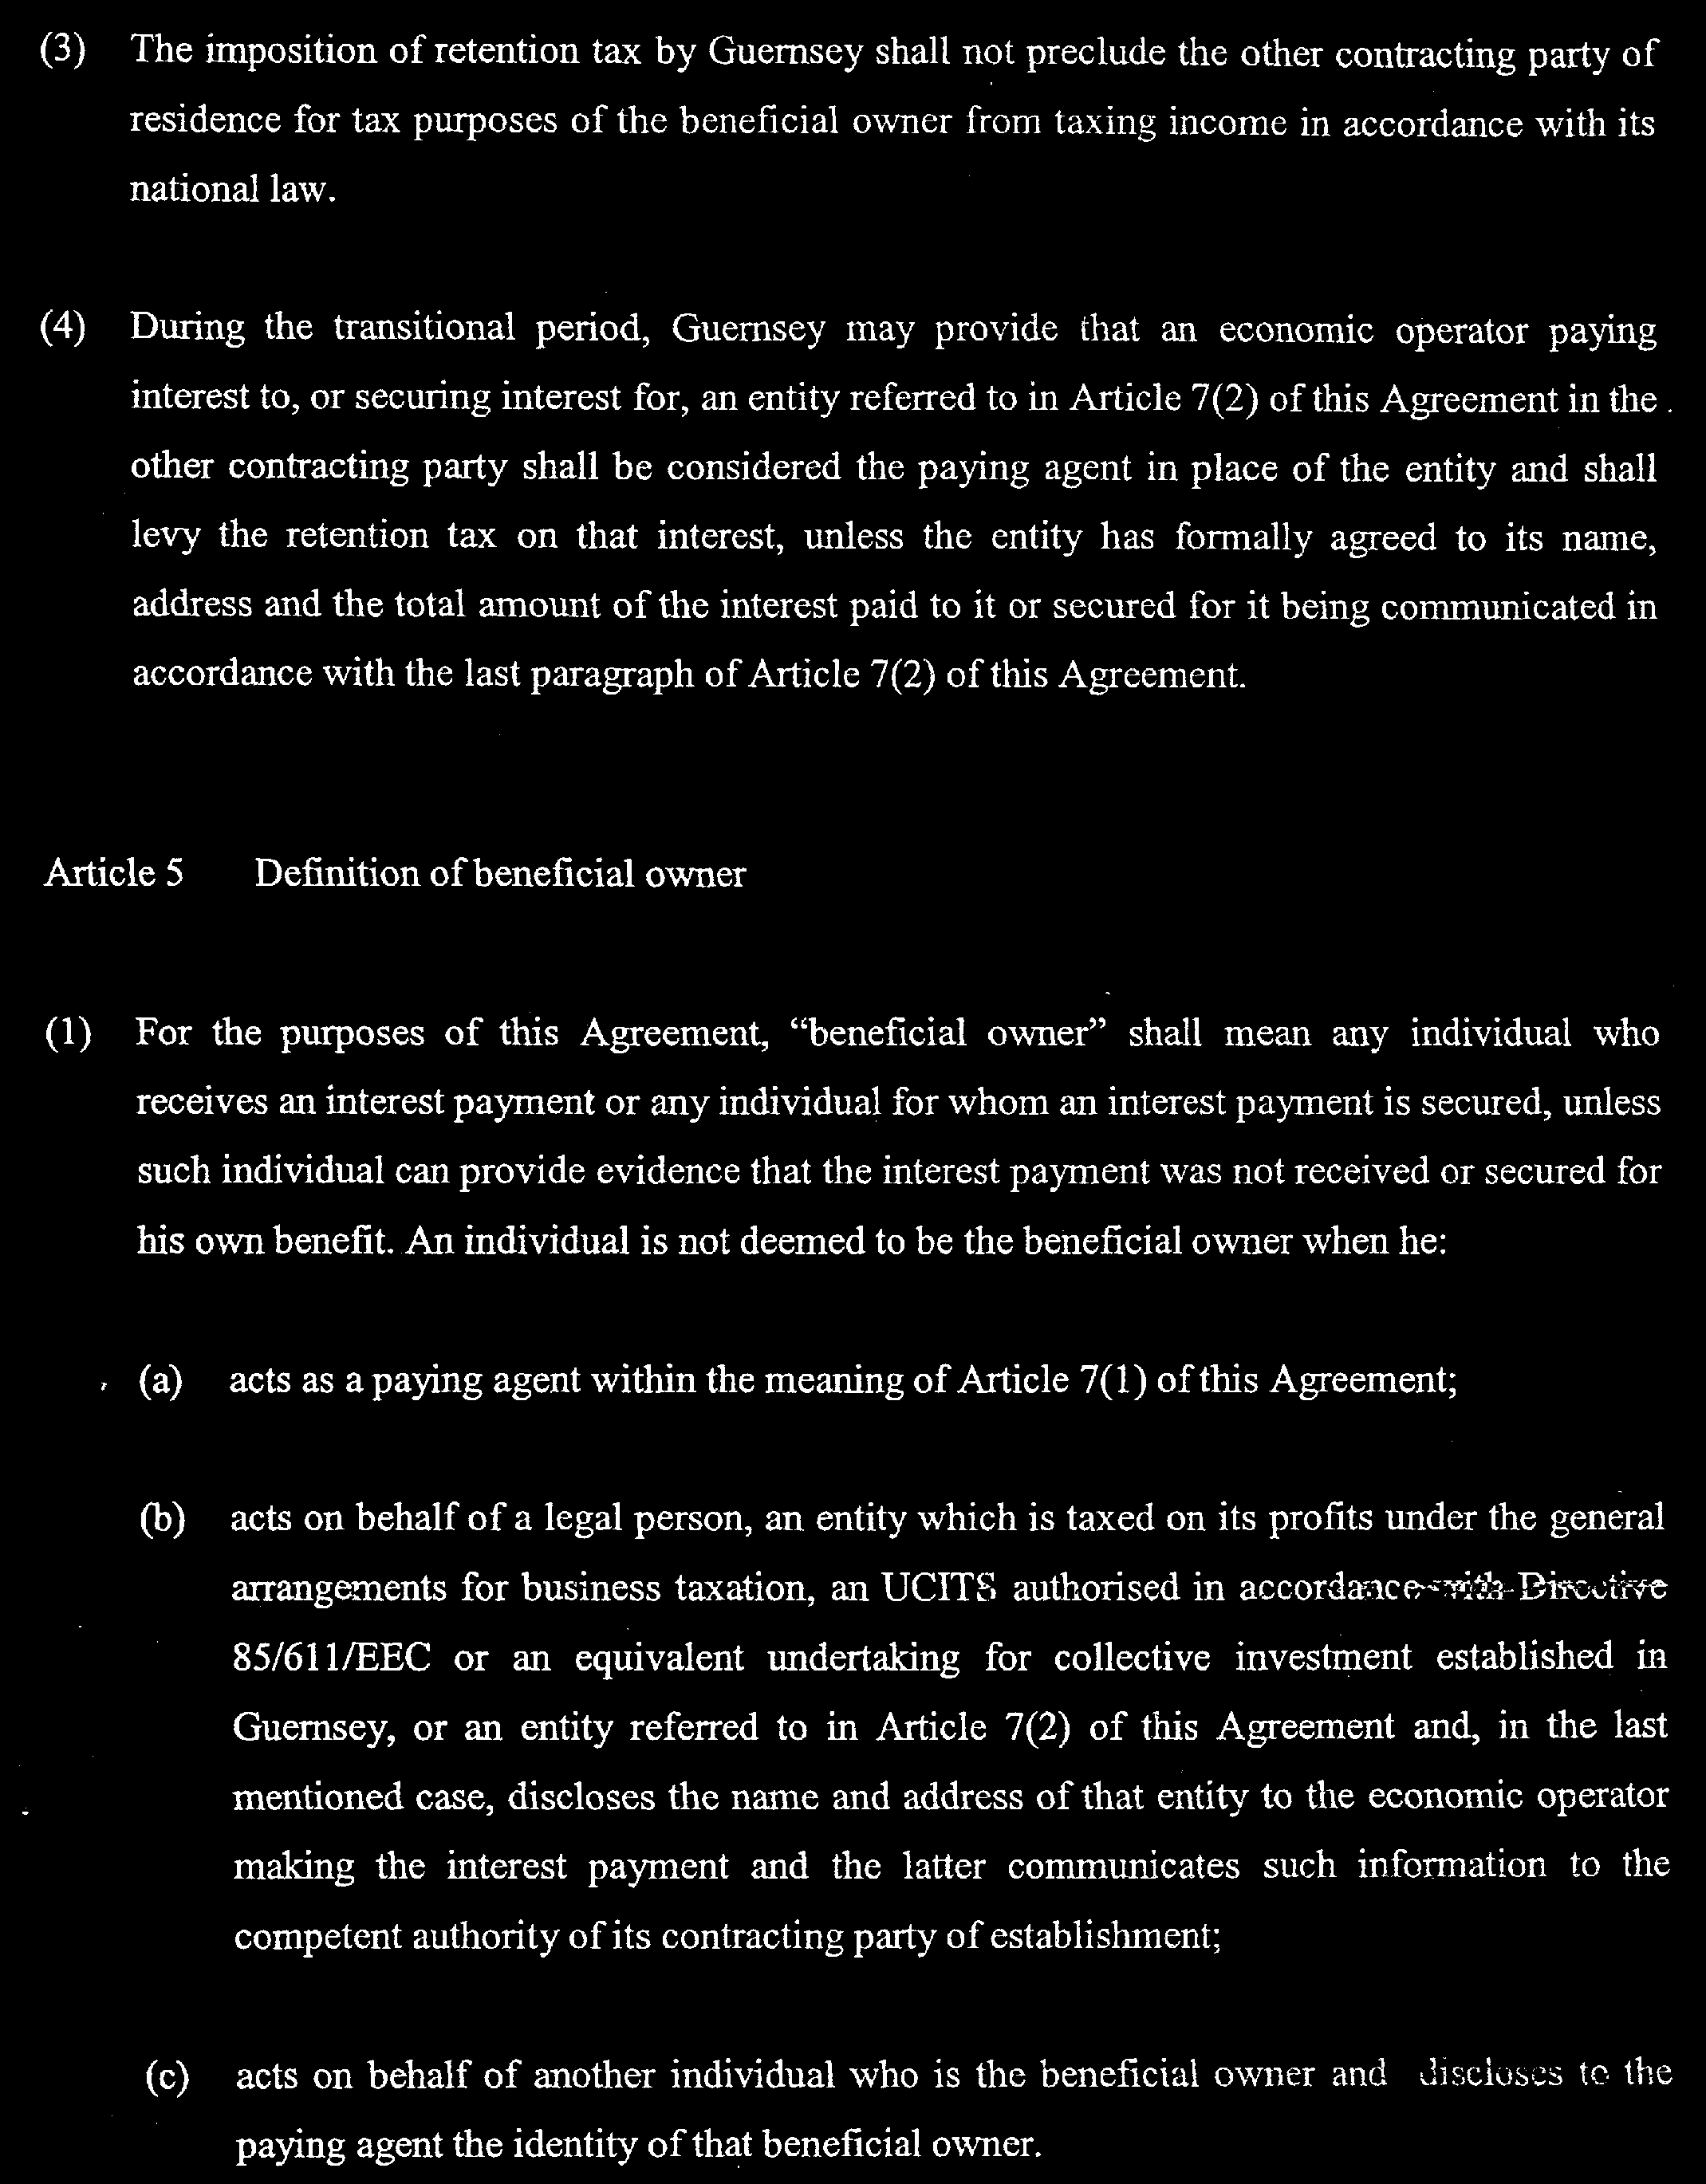 (3) The imposition of retention tax by Guernsey shall not preclude the other contracting party of
residence for tax purposes of the beneficial owner from taxing income in accordance with its
national law.
(4) During the transitional period, Guernsey may provide that an economic operator paying
interest to, or securing interest for, an entity referred to in Article 7(2) of this Agreement in the
other contracting party shall be considered the paying agent in place of the entity and shall
levy the retention tax on that interest, unless the entity has formally agreed to its name,
address and the total amount of the interest paid to it or secured for it being communicated in
accordance with the last paragraph of Article 7(2) of this Agreement.
Article 5 Definition of beneficial owner
(1) For the purposes of this Agreement, “beneficial owner” shall mean any individual who
receives an interest payment or any individual for whom an interest payment is secured, unless
such individual can provide evidence that the interest payment was not received or secured for
his own benefit. An individual is not deemed to be the beneficial owner when he:
(a) acts as a paying agent within the meaning of Article 7(1) of this Agreement;
(b) acts on behalf of a legal person, an entity which is taxed on its profits under the general
arrangements for business taxation, an UCITS authorised in accordance with Directive
85/611/EEC or an equivalent undertaking for collective investment established in
Guernsey, or an entity referred to in Article 7(2) of this Agreement and, in the last
mentioned case, discloses the name and address of that entity to the economic operator
making the interest payment and the latter communicates such information to the
competent authority of its contracting party of establishment;
(c) acts on behalf of another individual who is the beneficial owner and discloses to the
paying agent the identity of that beneficial owner.